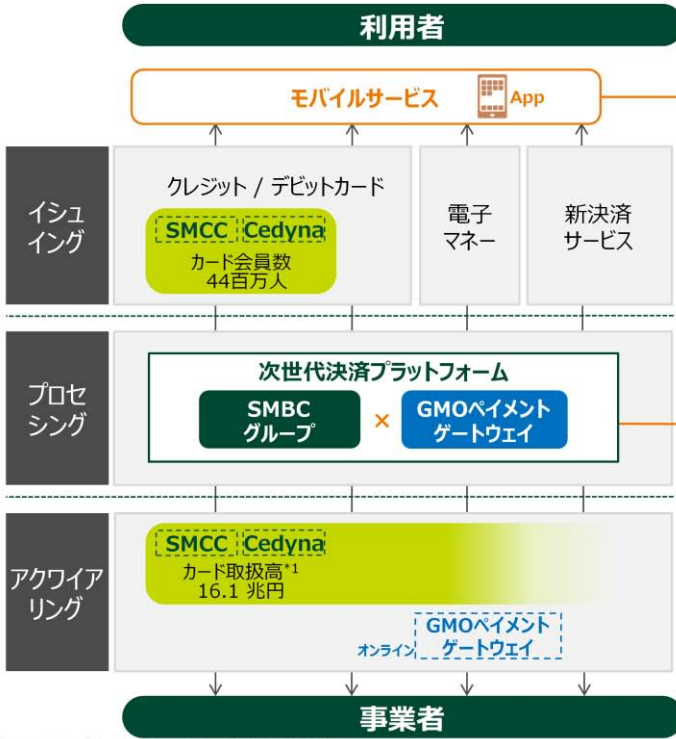 利用者
モバイルサービス App
イシュ
イング
クレジット / デビットカード
SMCC Cedyna
カード会員数
44百万人
電子
マネー
新決済
サービス
プロセ
シング
次世代決済プラットフォーム
SMBC
グループ
×
GMOペイメント
ゲートウェイ
アクワイア
リング
SMCC Cedyna
カード取扱高*1
16.1 兆円
オンライン
GMOペイメント
ゲートウェイ
事業者